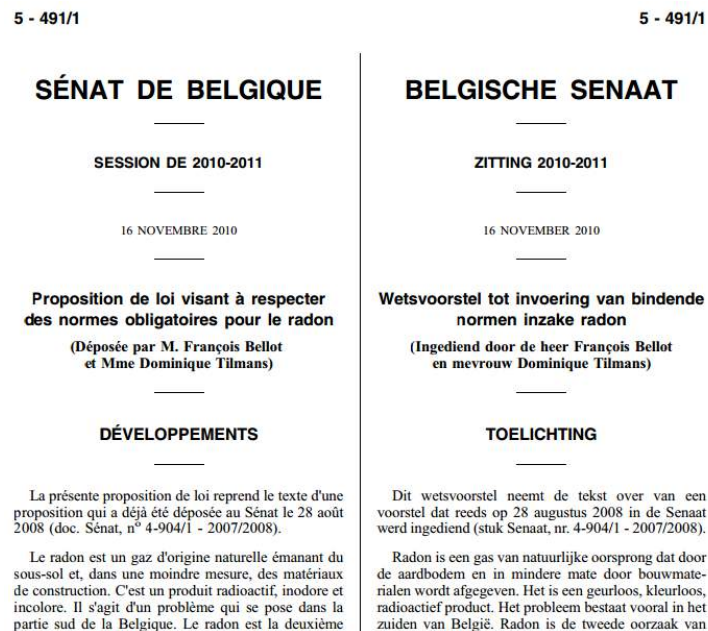 5 - 491/1
5 - 491/1
SÉNAT DE BELGIQUE
SESSION DE 2010-2011
16 NOVEMBRE 2010
Proposition de loi visant à respecter
des normes obligatoires pour le radon
(Déposée par M. François Bellot
et Mme Dominique Tilmans)
DÉVELOPPEMENTS
La présente proposition de loi reprend le texte d'une
proposition qui a déjà été déposée au Sénat le 28 août
2008 (doc. Sénat, nº 4-904/1 - 2007/2008).
Le radon est un gaz d'origine naturelle émanant du
sous-sol et, dans une moindre mesure, des matériaux
de construction. C'est un produit radioactif, inodore et
incolore. Il s'agit d'un problème qui se pose dans la
partie sud de la Belgique. Le radon est la deuxième
BELGISCHE SENAAT
ZITTING 2010-2011
16 NOVEMBER 2010
Wetsvoorstel tot invoering van bindende
normen inzake radon
(Ingediend door de heer François Bellot
en mevrouw Dominique Tilmans)
TOELICHTING
Dit wetsvoorstel neemt de tekst over van een
voorstel dat reeds op 28 augustus 2008 in de Senaat
werd ingediend (stuk Senaat, nr. 4-904/1 - 2007/2008).
Radon is een gas van natuurlijke oorsprong dat door
de aardbodem en in mindere mate door bouwmate-
rialen wordt afgegeven. Het is een geurloos, kleurloos,
radioactief product. Het probleem bestaat vooral in het
zuiden van België. Radon is de tweede oorzaak van